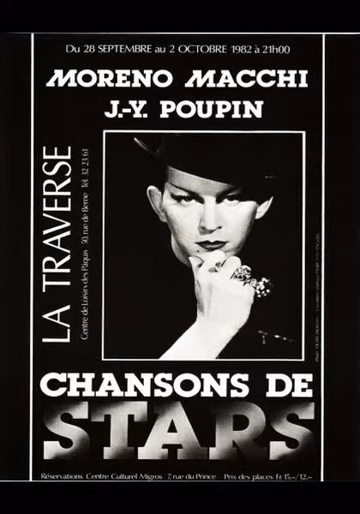 Du 28 SEPTEMBRE au 2 OCTOBRE 1982 à 21h00
MORENO MACCHI
J.-Y. POUPIN
LA TRAVERSE
Centre de Loisirs des Pâquis 50, rue de Berne Tél. 32 23 61
CHANSONS DE
STARS
Réservations Centre Culturel Migros 7 rue du Prince Prix des places Fr. 15.-/12.-